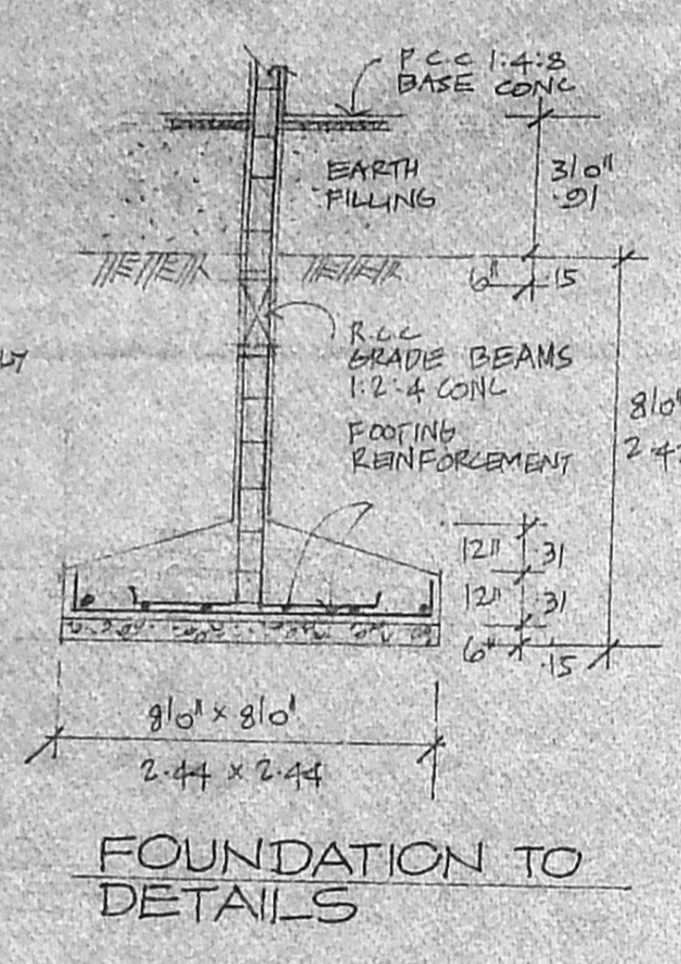 P.C.C 1:4:8
BASE CONC
EARTH
FILLING
3'0"
.91
6" .15
R.C.C
GRADE BEAMS
1:2:4 CONC
8'0"
FOOTING
REINFORCEMENT
12" .31
12" .31
6" .15
8'0" x 8'0"
2.44 x 2.44
FOUNDATION TO
DETAILS